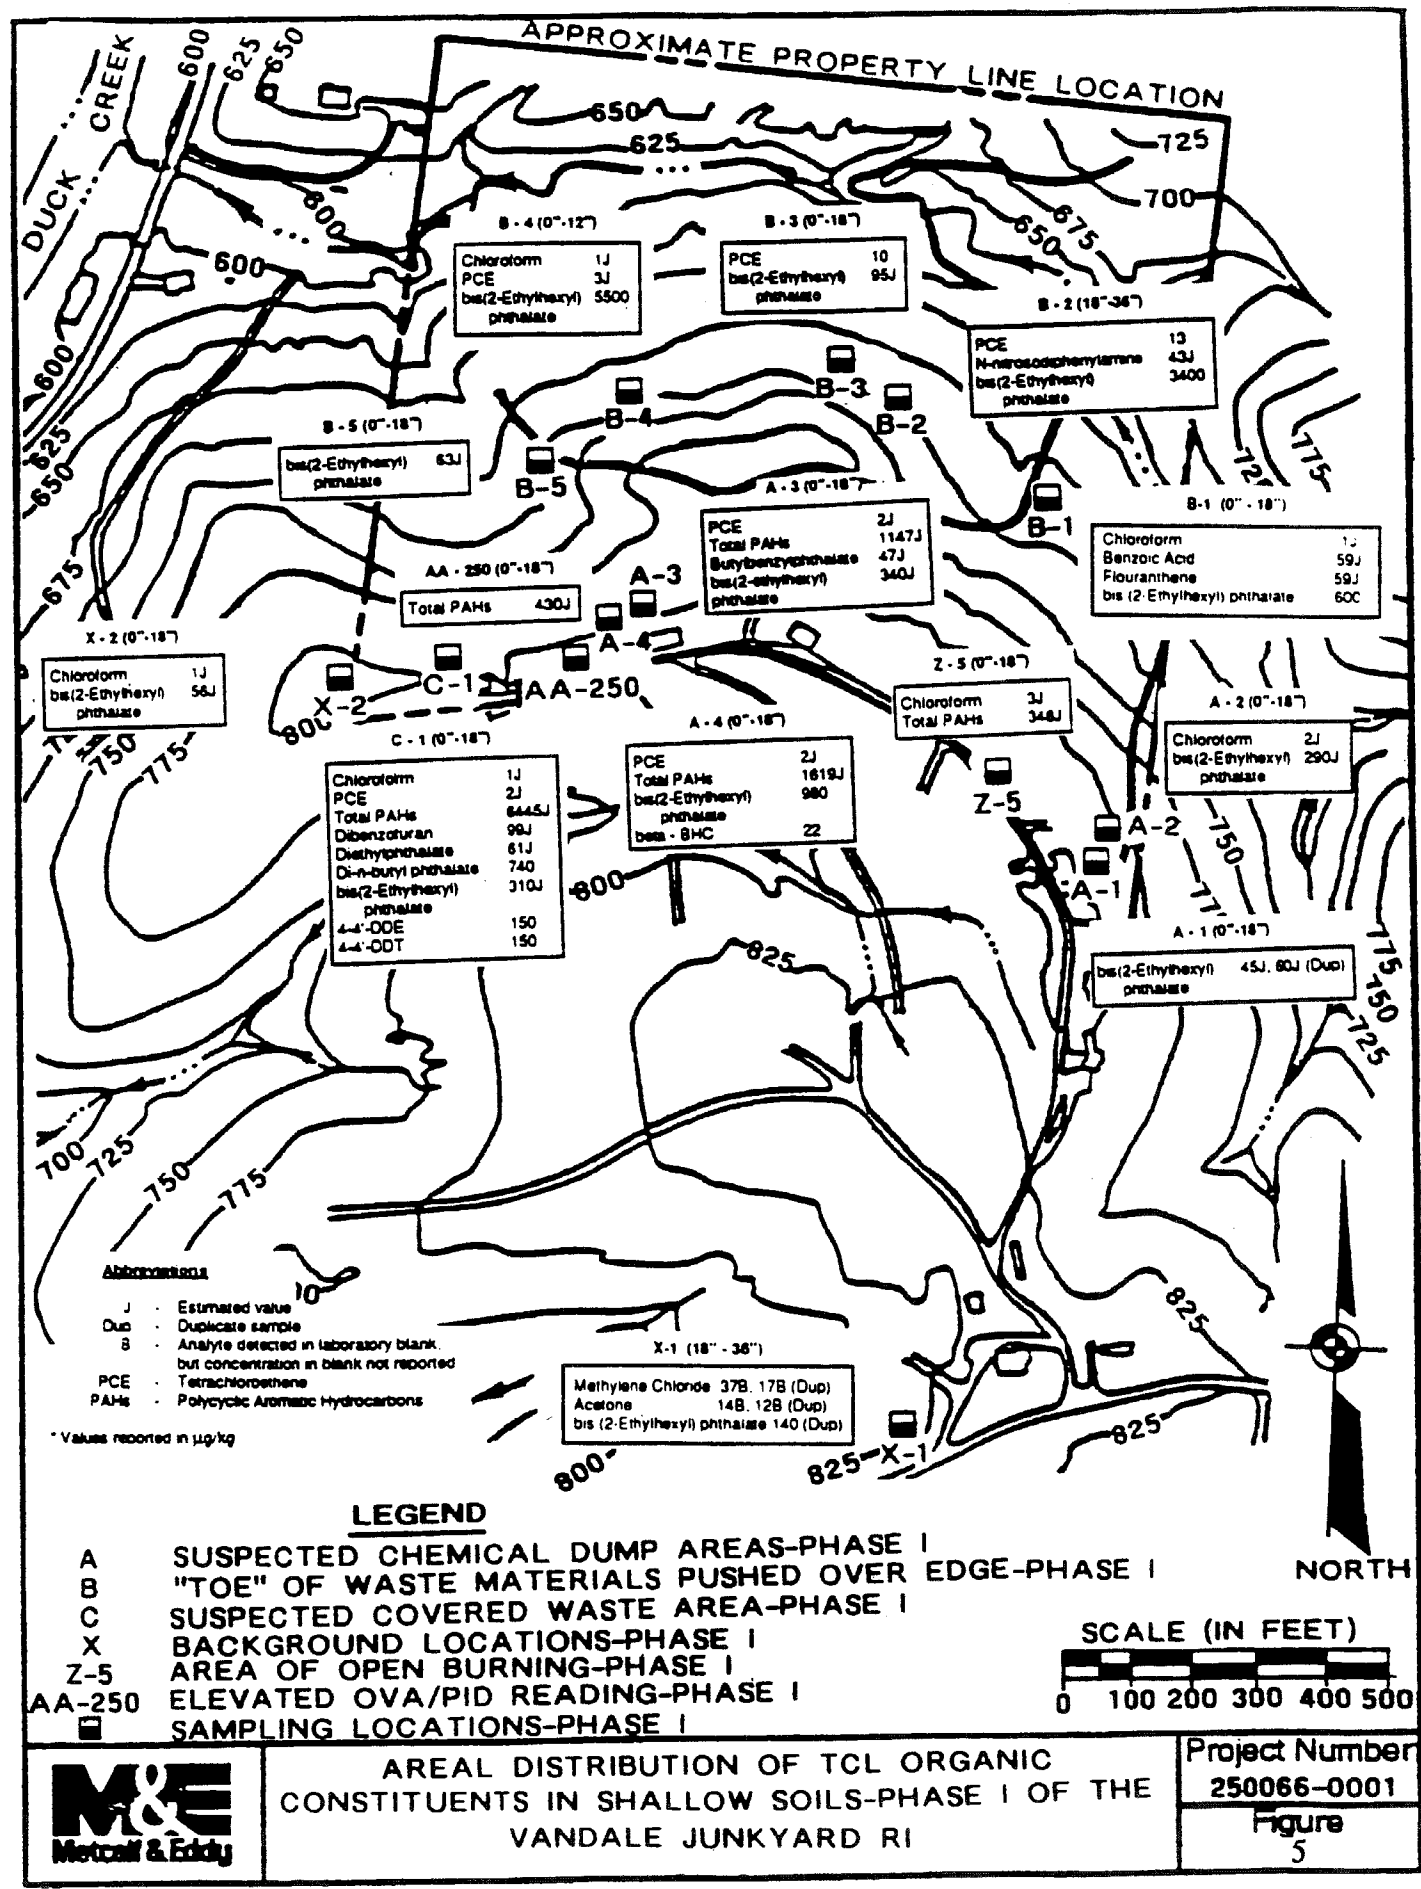 APPROXIMATE PROPERTY LINE LOCATION
DUCK CREEK
600
625
650
650
625
725
700
675
650
600
600
B - 4 (0"-12")
Chloroform 1J
PCE 3J
bis(2-Ethylhexyl) 5500
phthalate
B - 3 (0"-18")
PCE 10
bis(2-Ethylhexyl) 95J
phthalate
B - 2 (18"-36")
PCE 13
N-nitrosodiphenylamine 43J
bis(2-Ethylhexyl) 3400
phthalate
600
625
650
675
B-3
B-4
B-2
B-5
B-1
775
B - 5 (0"-18")
bis(2-Ethylhexyl) 63J
phthalate
A - 3 (0"-18")
PCE 2J
Total PAHs 1147J
Butylbenzylphthalate 47J
bis(2-ethylhexyl) 340J
phthalate
B-1 (0" - 18")
Chloroform 1J
Benzoic Acid 59J
Flouranthene 59J
bis (2-Ethylhexyl) phthalate 600
AA - 250 (0"-18")
Total PAHs 430J
A-3
A-4
X - 2 (0"-18")
Chloroform 1J
bis(2-Ethylhexyl) 56J
phthalate
X-2
C-1
AA-250
800
Z - 5 (0"-18")
Chloroform 3J
Total PAHs 348J
A - 2 (0"-18")
Chloroform 2J
bis(2-Ethylhexyl) 290J
phthalate
750
775
C - 1 (0"-18")
Chloroform 1J
PCE 2J
Total PAHs 6445J
Dibenzofuran 99J
Diethylphthalate 61J
Di-n-butyl phthalate 740
bis(2-Ethylhexyl) 310J
phthalate
4-4'-DDE 150
4-4'-DDT 150
A - 4 (0"-18")
PCE 2J
Total PAHs 1619J
bis(2-Ethylhexyl) 980
phthalate
beta - BHC 22
Z-5
A-2
A-1
750
800
825
A - 1 (0"-18")
bis(2-Ethylhexyl) 45J, 60J (Dup)
phthalate
775
750
725
700
725
750
775
Abbreviations
J - Estimated value
Dup - Duplicate sample
B - Analyte detected in laboratory blank,
but concentration in blank not reported
PCE - Tetrachloroethene
PAHs - Polycyclic Aromatic Hydrocarbons
* Values reported in µg/kg
X-1 (18" - 36")
Methylene Chloride 37B, 17B (Dup)
Acetone 14B, 12B (Dup)
bis (2-Ethylhexyl) phthalate 140 (Dup)
800
825
X-1
825
825
NORTH
LEGEND
A SUSPECTED CHEMICAL DUMP AREAS-PHASE I
B "TOE" OF WASTE MATERIALS PUSHED OVER EDGE-PHASE I
C SUSPECTED COVERED WASTE AREA-PHASE I
X BACKGROUND LOCATIONS-PHASE I
Z-5 AREA OF OPEN BURNING-PHASE I
AA-250 ELEVATED OVA/PID READING-PHASE I
SAMPLING LOCATIONS-PHASE I
SCALE (IN FEET)
0 100 200 300 400 500
M&E
Metcalf & Eddy
AREAL DISTRIBUTION OF TCL ORGANIC
CONSTITUENTS IN SHALLOW SOILS-PHASE I OF THE
VANDALE JUNKYARD RI
Project Number
250066-0001
Figure
5